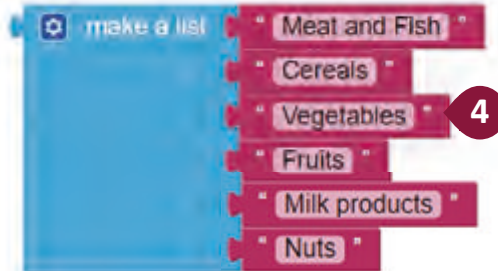 make a list " Meat and Fish "
" Cereals "
" Vegetables " 4
" Fruits "
" Milk products "
" Nuts "